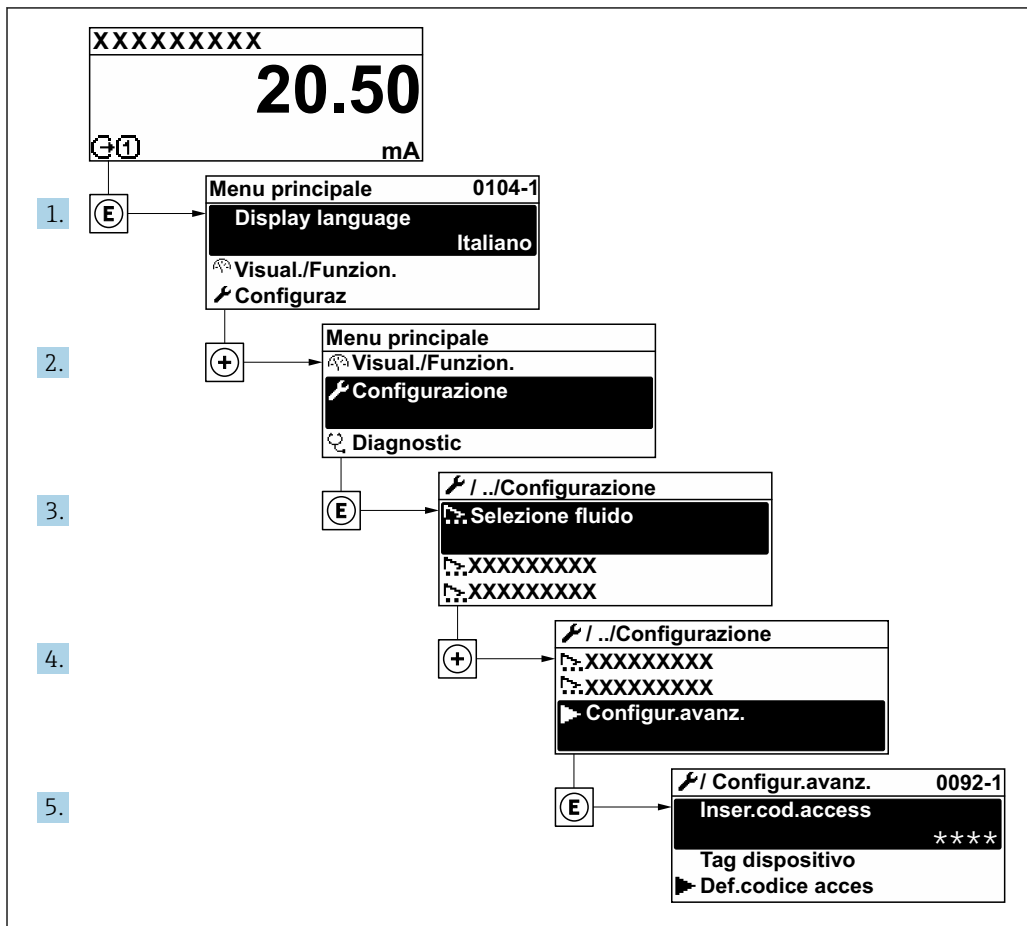 XXXXXXXXX
20.50
1 mA
1. E
Menu principale 0104-1
Display language
Italiano
Visual./Funzion.
Configuraz
2. +
Menu principale
Visual./Funzion.
Configurazione
Diagnostic
3. E
/ ../Configurazione
Selezione fluido
XXXXXXXXX
XXXXXXXXX
4. +
/ ../Configurazione
XXXXXXXXX
XXXXXXXXX
Configur.avanz.
5. E
/ Configur.avanz. 0092-1
Inser.cod.access
****
Tag dispositivo
Def.codice acces